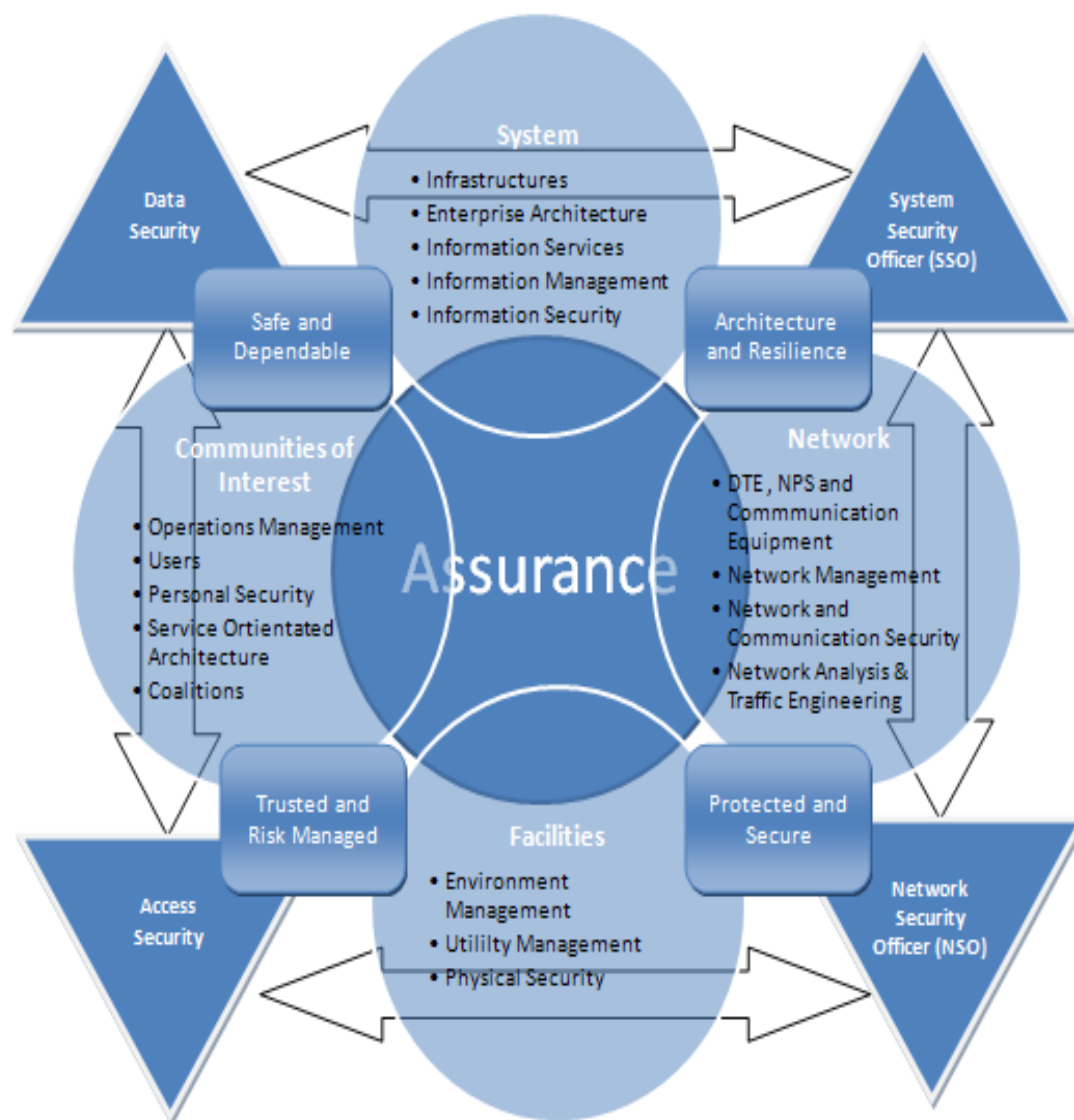 System
• Infrastructures
• Enterprise Architecture
• Information Services
• Information Management
• Information Security
Data
Security
System
Security
Officer (SSO)
Safe and
Dependable
Architecture
and Resilience
Communities of
Interest
• Operations Management
• Users
• Personal Security
• Service Ortientated
Architecture
• Coalitions
Assurance
Network
• DTE , NPS and
Commmunication
Equipment
• Network Management
• Network and
Communication Security
• Network Analysis &
Traffic Engineering
Trusted and
Risk Managed
Protected and
Secure
Facilities
• Environment
Management
• Utililty Management
• Physical Security
Access
Security
Network
Security
Officer (NSO)